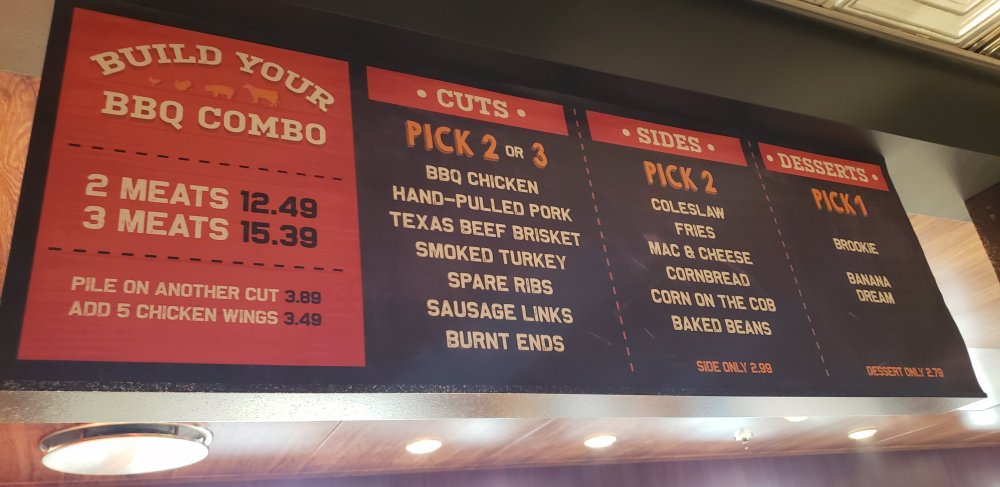 BUILD YOUR
BBQ COMBO
2 MEATS 12.49
3 MEATS 15.39
PILE ON ANOTHER CUT 3.89
ADD 5 CHICKEN WINGS 3.49
• CUTS •
PICK 2 OR 3
BBQ CHICKEN
HAND-PULLED PORK
TEXAS BEEF BRISKET
SMOKED TURKEY
SPARE RIBS
SAUSAGE LINKS
BURNT ENDS
• SIDES •
PICK 2
COLESLAW
FRIES
MAC & CHEESE
CORNBREAD
CORN ON THE COB
BAKED BEANS
SIDE ONLY 2.99
• DESSERTS •
PICK 1
BROOKIE
BANANA
DREAM
DESSERT ONLY 2.79